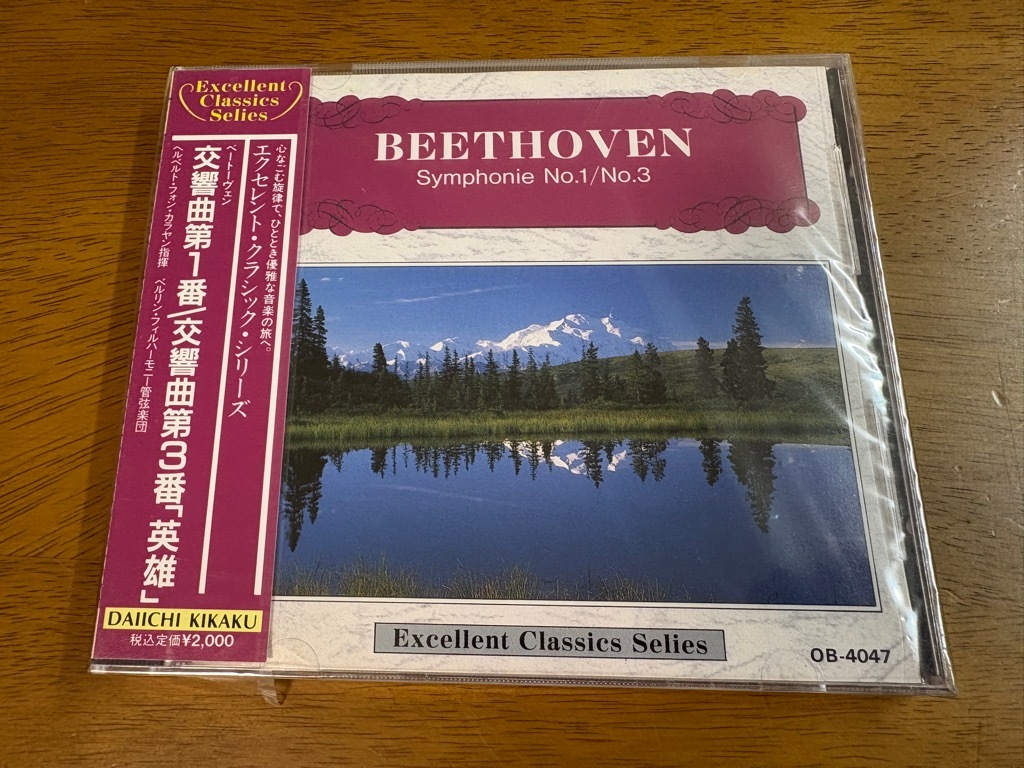 Excellent
Classics
Selies
心なごむ旋律で、ひととき優雅な音楽の旅へ。
エクセレント・クラシック・シリーズ
ベートーヴェン
交響曲第1番/交響曲第3番「英雄」
ヘルベルト・フォン・カラヤン指揮 ベルリン・フィルハーモニー管弦楽団
DAIICHI KIKAKU
税込定価¥2,000
BEETHOVEN
Symphonie No.1/No.3
Excellent Classics Selies
OB-4047